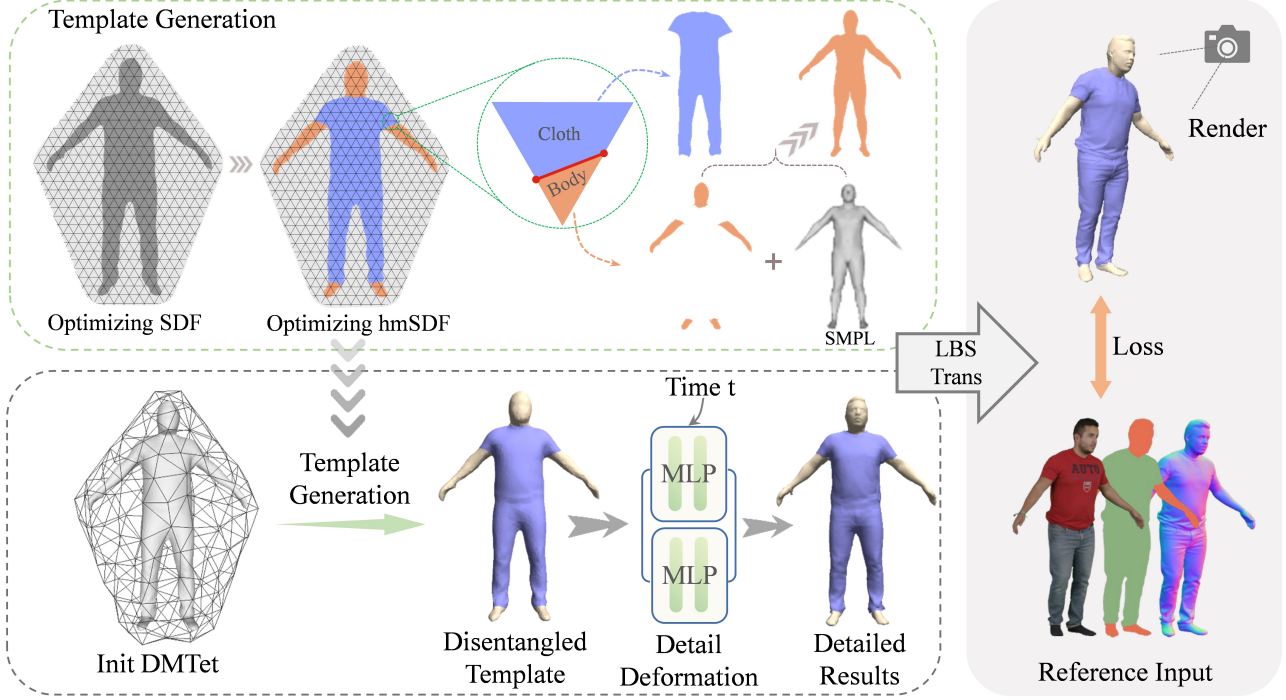 Template Generation
Cloth
Body
Optimizing SDF
Optimizing hmSDF
SMPL
Render
LBS
Trans
Loss
Time t
MLP
MLP
Template
Generation
Init DMTet
Disentangled
Template
Detail
Deformation
Detailed
Results
AUTO
Reference Input